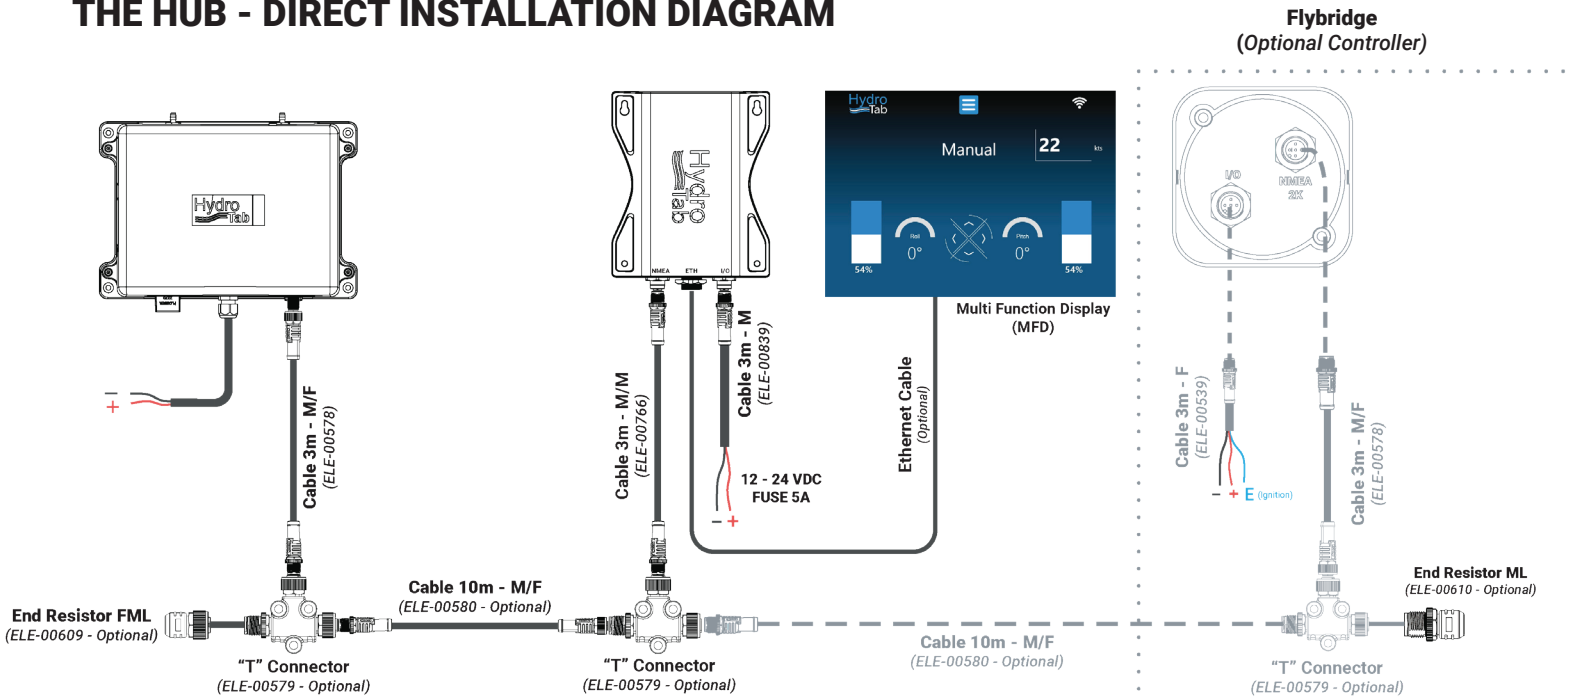 THE HUB - DIRECT INSTALLATION DIAGRAM
Flybridge
(Optional Controller)
Hydro
Tab
Hydro
Tab
NMEA
ETH
I/O
Hydro
Tab
Manual
22
kts
Roll
0°
Pitch
0°
54%
54%
Multi Function Display
(MFD)
I/O
NMEA
2K
Cable 3m - M/F
(ELE-00578)
Cable 3m - M/M
(ELE-00766)
Cable 3m - M
(ELE-00839)
12 - 24 VDC
FUSE 5A
Ethernet Cable
(Optional)
Cable 3m - F
(ELE-00539)
Cable 3m - M/F
(ELE-00578)
− +
− +
− + E (Ignition)
End Resistor FML
(ELE-00609 - Optional)
"T" Connector
(ELE-00579 - Optional)
Cable 10m - M/F
(ELE-00580 - Optional)
"T" Connector
(ELE-00579 - Optional)
Cable 10m - M/F
(ELE-00580 - Optional)
"T" Connector
(ELE-00579 - Optional)
End Resistor ML
(ELE-00610 - Optional)